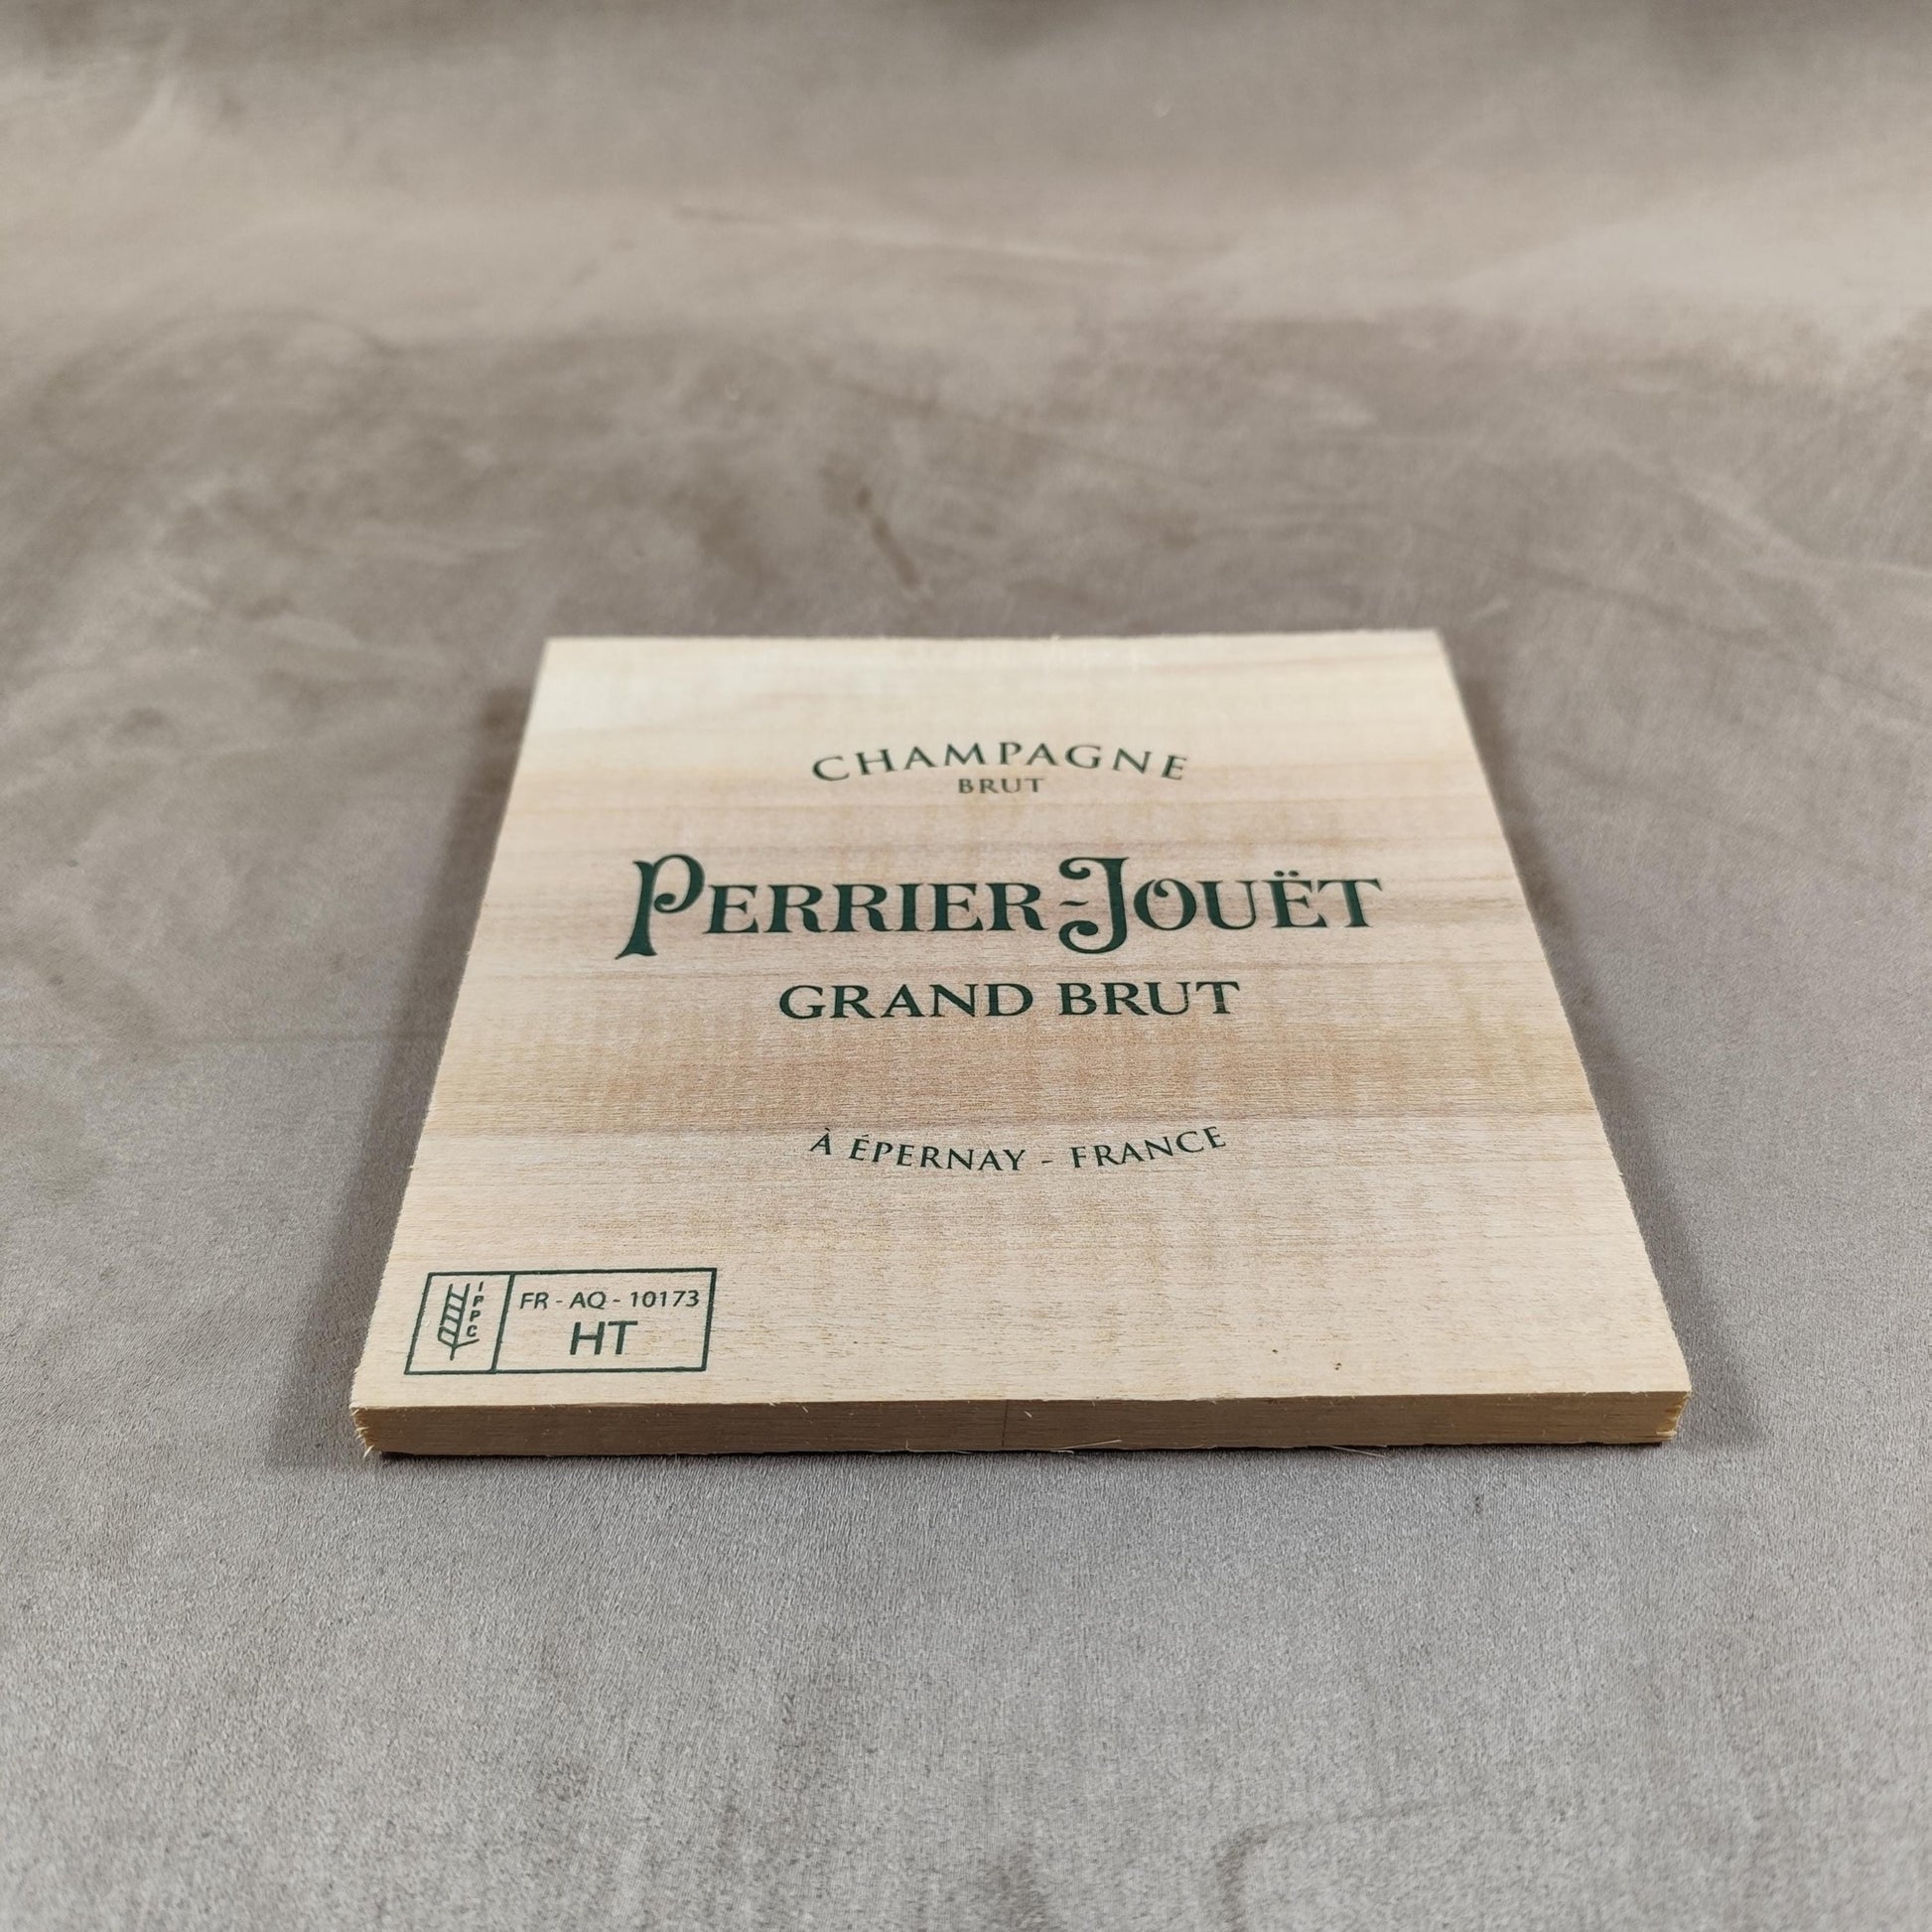 CHAMPAGNE
BRUT
PERRIER-JOUËT
GRAND BRUT
À ÉPERNAY - FRANCE
IPPC
FR - AQ - 10173
HT